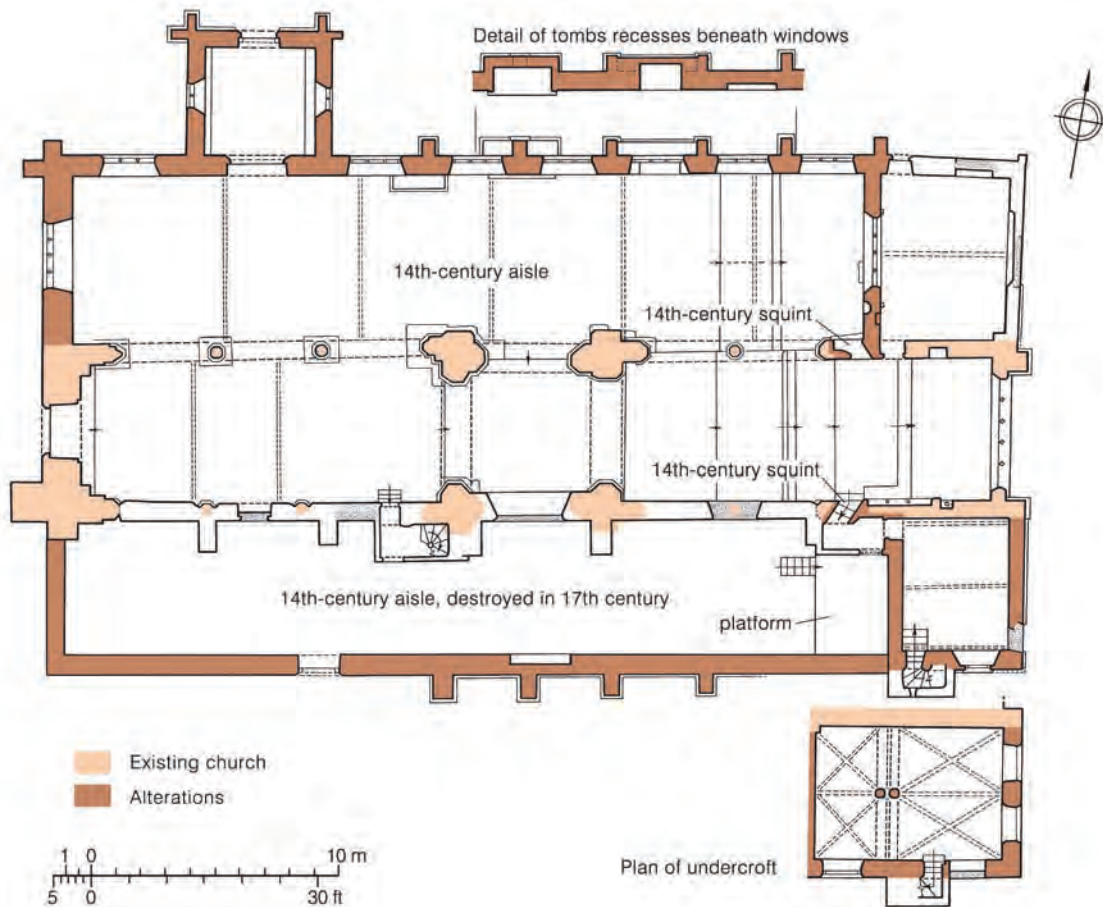 Detail of tombs recesses beneath windows
14th-century aisle
14th-century squint
14th-century squint
14th-century aisle, destroyed in 17th century
platform
Existing church
Alterations
Plan of undercroft
1 0 10 m
5 0 30 ft